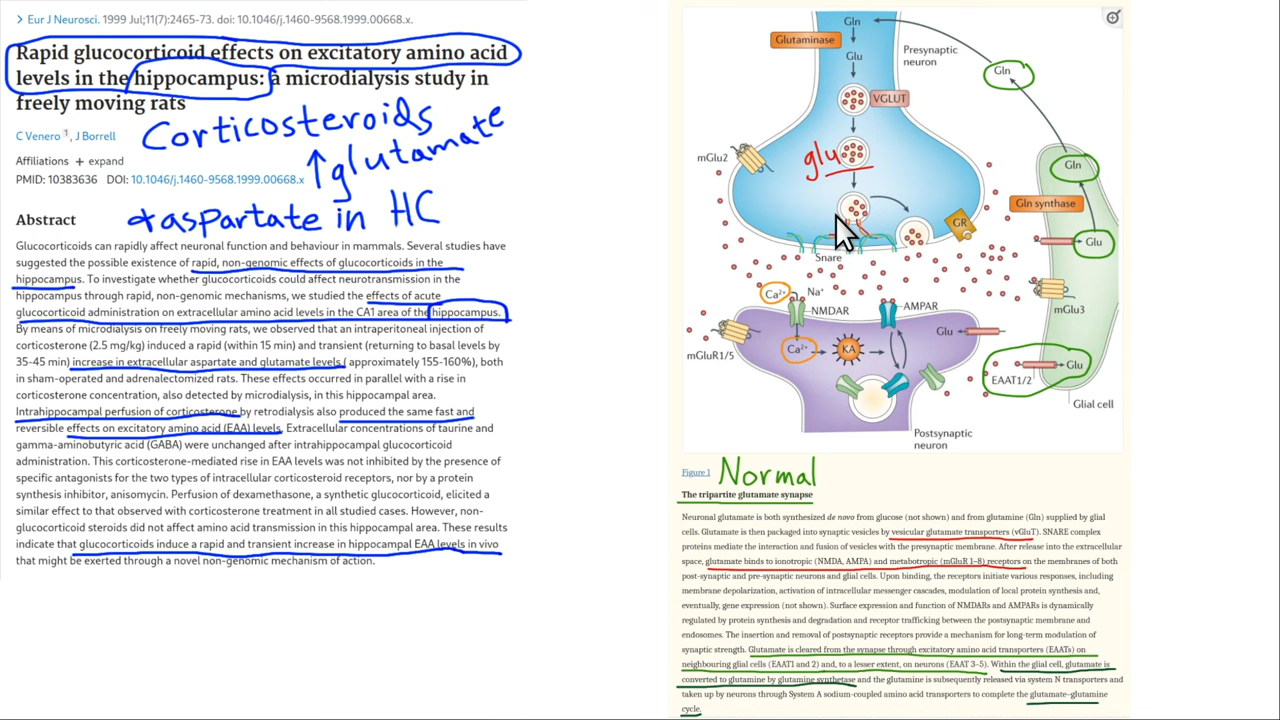 > Eur J Neurosci. 1999 Jul;11(7):2465-73. doi: 10.1046/j.1460-9568.1999.00668.x.
Rapid glucocorticoid effects on excitatory amino acid
levels in the hippocampus: a microdialysis study in
freely moving rats
C Venero 1, J Borrell
Affiliations + expand
PMID: 10383636 DOI: 10.1046/j.1460-9568.1999.00668.x
Corticosteroids
↑glutamate
+ aspartate in HC
Abstract
Glucocorticoids can rapidly affect neuronal function and behaviour in mammals. Several studies have
suggested the possible existence of rapid, non-genomic effects of glucocorticoids in the
hippocampus. To investigate whether glucocorticoids could affect neurotransmission in the
hippocampus through rapid, non-genomic mechanisms, we studied the effects of acute
glucocorticoid administration on extracellular amino acid levels in the CA1 area of the hippocampus.
By means of microdialysis on freely moving rats, we observed that an intraperitoneal injection of
corticosterone (2.5 mg/kg) induced a rapid (within 15 min) and transient (returning to basal levels by
35-45 min) increase in extracellular aspartate and glutamate levels ( approximately 155-160%), both
in sham-operated and adrenalectomized rats. These effects occurred in parallel with a rise in
corticosterone concentration, also detected by microdialysis, in this hippocampal area.
Intrahippocampal perfusion of corticosterone by retrodialysis also produced the same fast and
reversible effects on excitatory amino acid (EAA) levels. Extracellular concentrations of taurine and
gamma-aminobutyric acid (GABA) were unchanged after intrahippocampal glucocorticoid
administration. This corticosterone-mediated rise in EAA levels was not inhibited by the presence of
specific antagonists for the two types of intracellular corticosteroid receptors, nor by a protein
synthesis inhibitor, anisomycin. Perfusion of dexamethasone, a synthetic glucocorticoid, elicited a
similar effect to that observed with corticosterone treatment in all studied cases. However, non-
glucocorticoid steroids did not affect amino acid transmission in this hippocampal area. These results
indicate that glucocorticoids induce a rapid and transient increase in hippocampal EAA levels in vivo
that might be exerted through a novel non-genomic mechanism of action.
Gln
Glutaminase
Glu
Presynaptic
neuron
Gln
VGLUT
mGlu2
glu
Gln
Gln synthase
GR
Glu
Snare
Ca²⁺
Na⁺
NMDAR
AMPAR
mGlu3
Glu
mGluR1/5
Ca²⁺
KA
Glu
EAAT1/2
Glial cell
Postsynaptic
neuron
Figure 1
Normal
The tripartite glutamate synapse
Neuronal glutamate is both synthesized de novo from glucose (not shown) and from glutamine (Gln) supplied by glial
cells. Glutamate is then packaged into synaptic vesicles by vesicular glutamate transporters (vGluT). SNARE complex
proteins mediate the interaction and fusion of vesicles with the presynaptic membrane. After release into the extracellular
space, glutamate binds to ionotropic (NMDA, AMPA) and metabotropic (mGluR 1–8) receptors on the membranes of both
post-synaptic and pre-synaptic neurons and glial cells. Upon binding, the receptors initiate various responses, including
membrane depolarization, activation of intracellular messenger cascades, modulation of local protein synthesis and,
eventually, gene expression (not shown). Surface expression and function of NMDARs and AMPARs is dynamically
regulated by protein synthesis and degradation and receptor trafficking between the postsynaptic membrane and
endosomes. The insertion and removal of postsynaptic receptors provide a mechanism for long-term modulation of
synaptic strength. Glutamate is cleared from the synapse through excitatory amino acid transporters (EAATs) on
neighbouring glial cells (EAAT1 and 2) and, to a lesser extent, on neurons (EAAT 3–5). Within the glial cell, glutamate is
converted to glutamine by glutamine synthetase and the glutamine is subsequently released via system N transporters and
taken up by neurons through System A sodium-coupled amino acid transporters to complete the glutamate–glutamine
cycle.